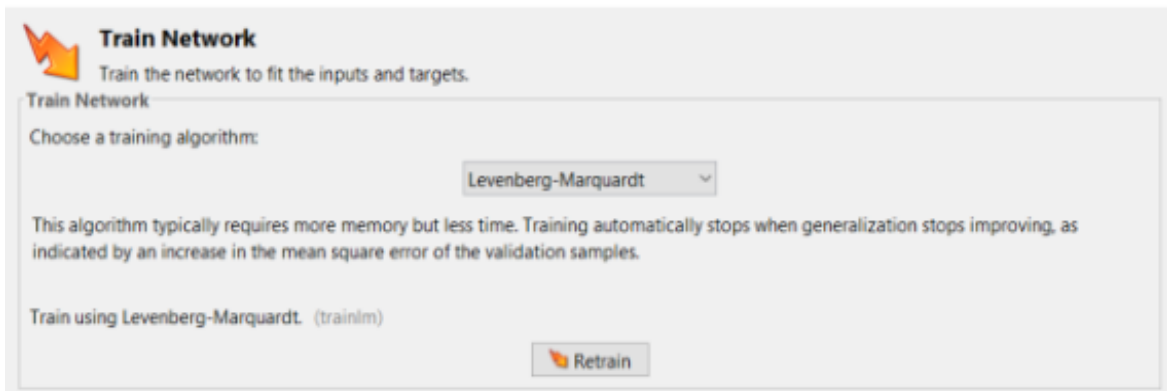 Train Network
Train the network to fit the inputs and targets.
Train Network
Choose a training algorithm:
Levenberg-Marquardt
This algorithm typically requires more memory but less time. Training automatically stops when generalization stops improving, as
indicated by an increase in the mean square error of the validation samples.
Train using Levenberg-Marquardt. (trainlm)
Retrain